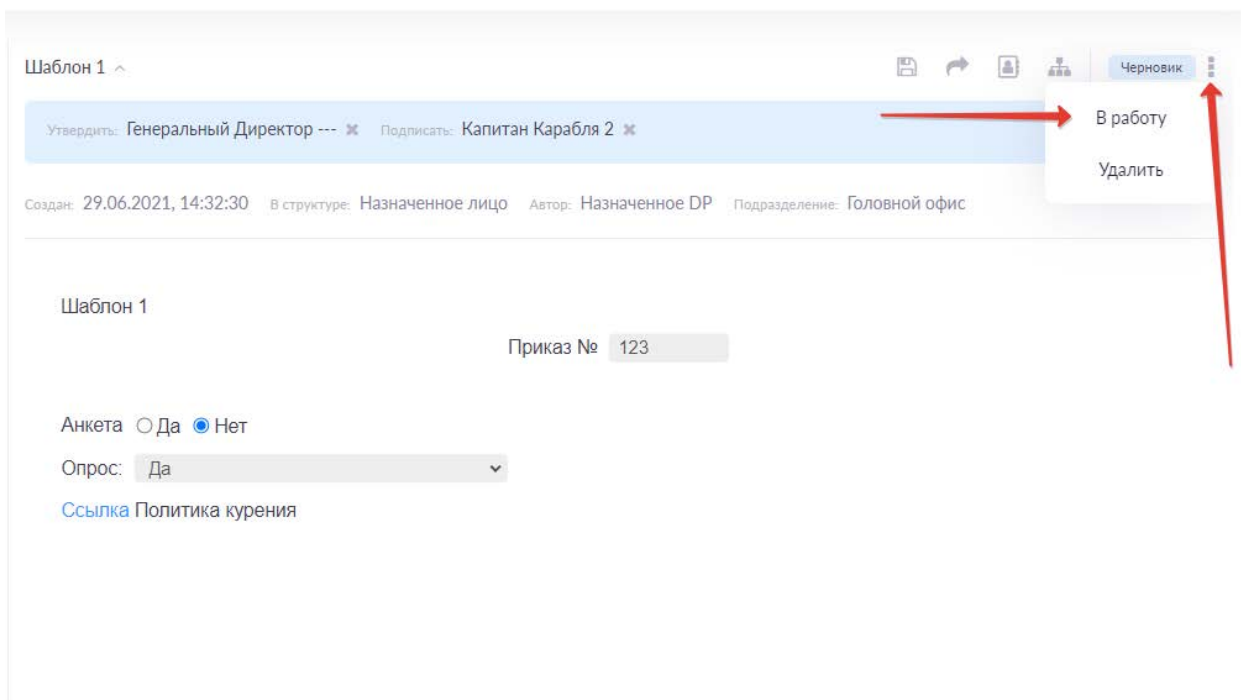 Шаблон 1
Черновик
Утвердить: Генеральный Директор --- Подписать: Капитан Карабля 2
В работу
Удалить
Создан: 29.06.2021, 14:32:30 В структуре: Назначенное лицо Автор: Назначенное DP Подразделение: Головной офис
Шаблон 1
Приказ № 123
Анкета Да Нет
Опрос: Да
Ссылка Политика курения